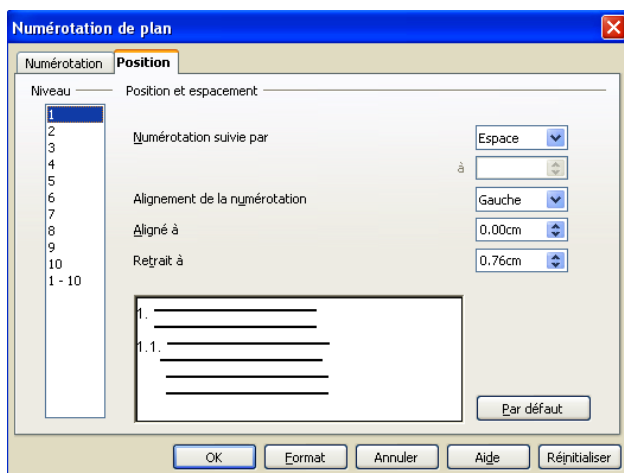 Numérotation de plan
Numérotation Position
Niveau Position et espacement
1
2
3
4
5
6
7
8
9
10
1 - 10
Numérotation suivie par Espace
à
Alignement de la numérotation Gauche
Aligné à 0.00cm
Retrait à 0.76cm
1.
1.1.
Par défaut
OK Format Annuler Aide Réinitialiser